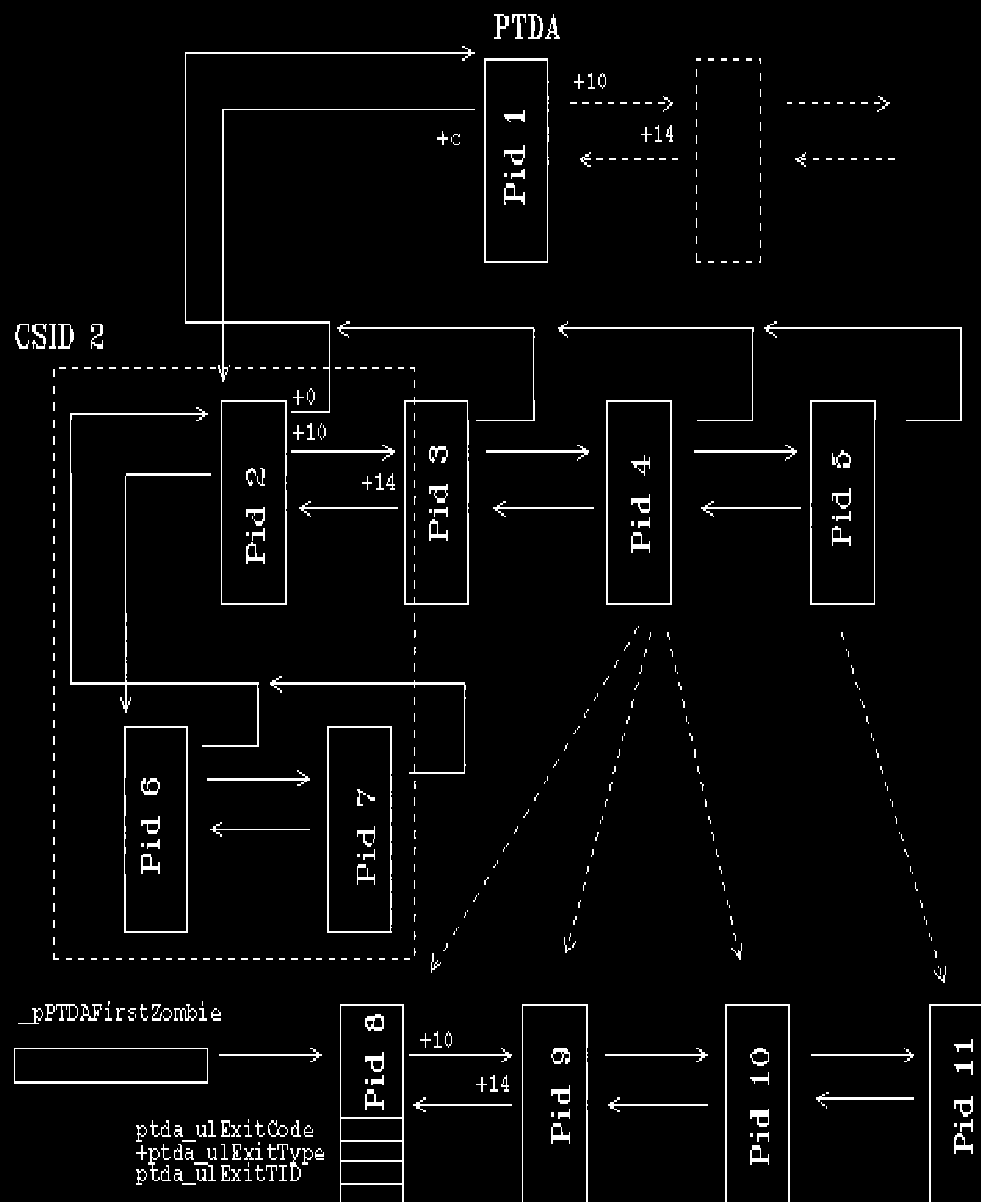 PTDA
+10
+14
+c
Pid 1
CSID 2
+0
+10
+14
Pid 2
Pid 3
Pid 4
Pid 5
Pid 6
Pid 7
_pPTDAFirstZombie
Pid 8
+10
+14
Pid 9
Pid 10
Pid 11
ptda_ulExitCode
+ptda_ulExitType
ptda_ulExitTID